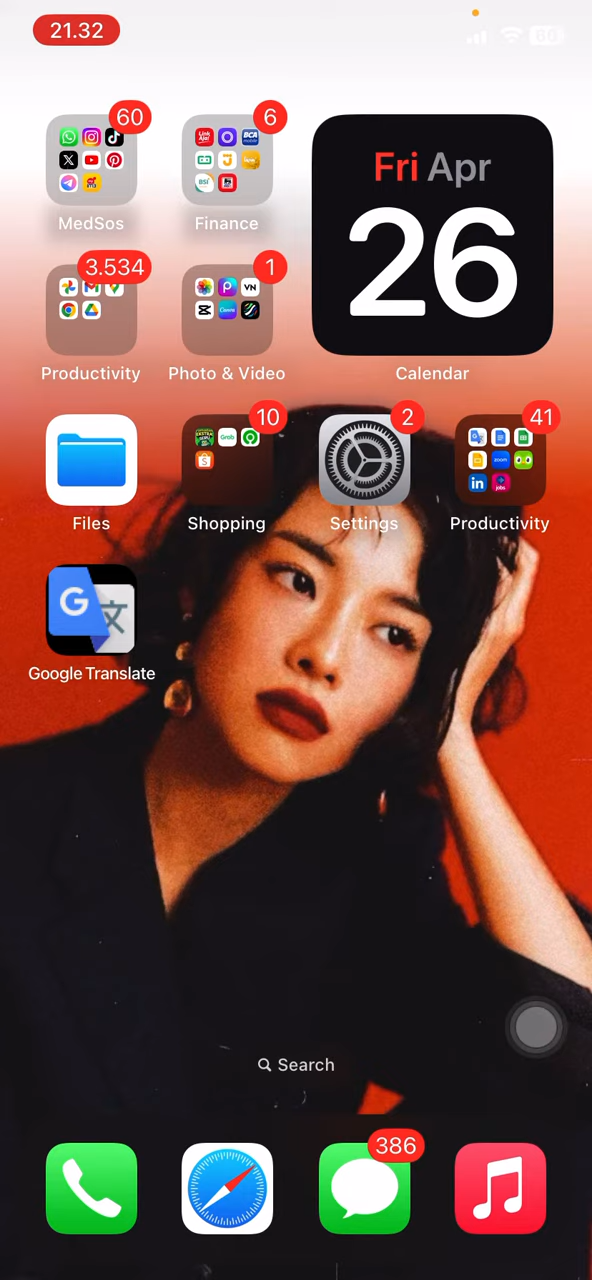 21.32
60
6
MedSos
Finance
Fri Apr
26
3.534
1
Productivity
Photo & Video
Calendar
10
2
41
Files
Shopping
Settings
Productivity
Google Translate
Search
386